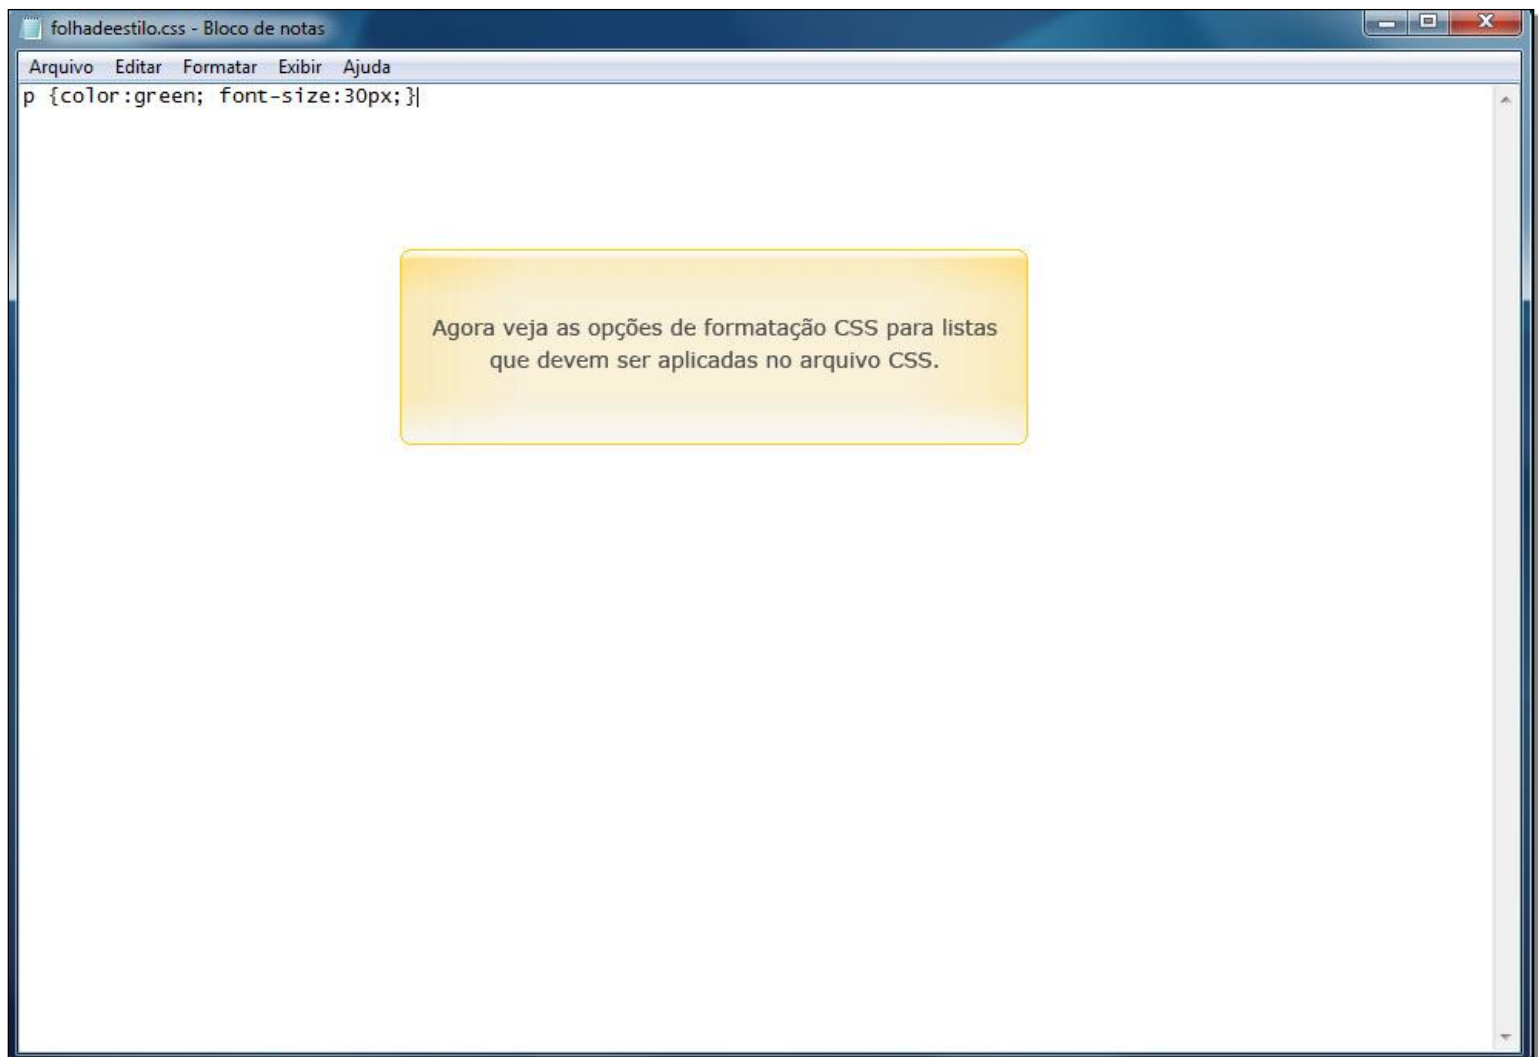 folhadeestilo.css - Bloco de notas
Arquivo Editar Formatar Exibir Ajuda
p {color:green; font-size:30px;}
Agora veja as opções de formatação CSS para listas
que devem ser aplicadas no arquivo CSS.